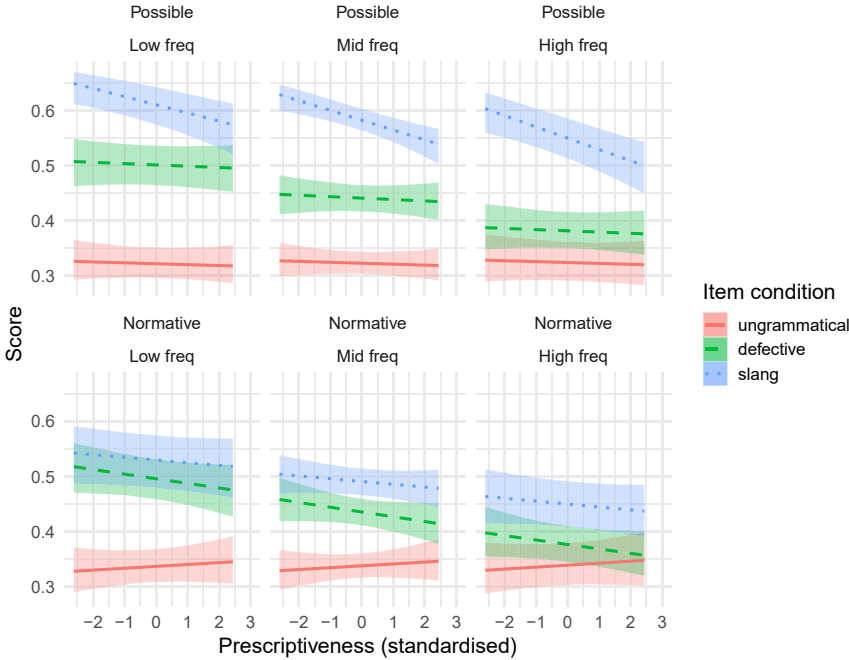 Possible Possible Possible
Low freq Mid freq High freq
0.6
0.5
0.4
0.3
Normative Normative Normative
Low freq Mid freq High freq
0.6
0.5
0.4
0.3
−2 −1 0 1 2 3 −2 −1 0 1 2 3 −2 −1 0 1 2 3
Prescriptiveness (standardised)
Score
Item condition
ungrammatical
defective
slang